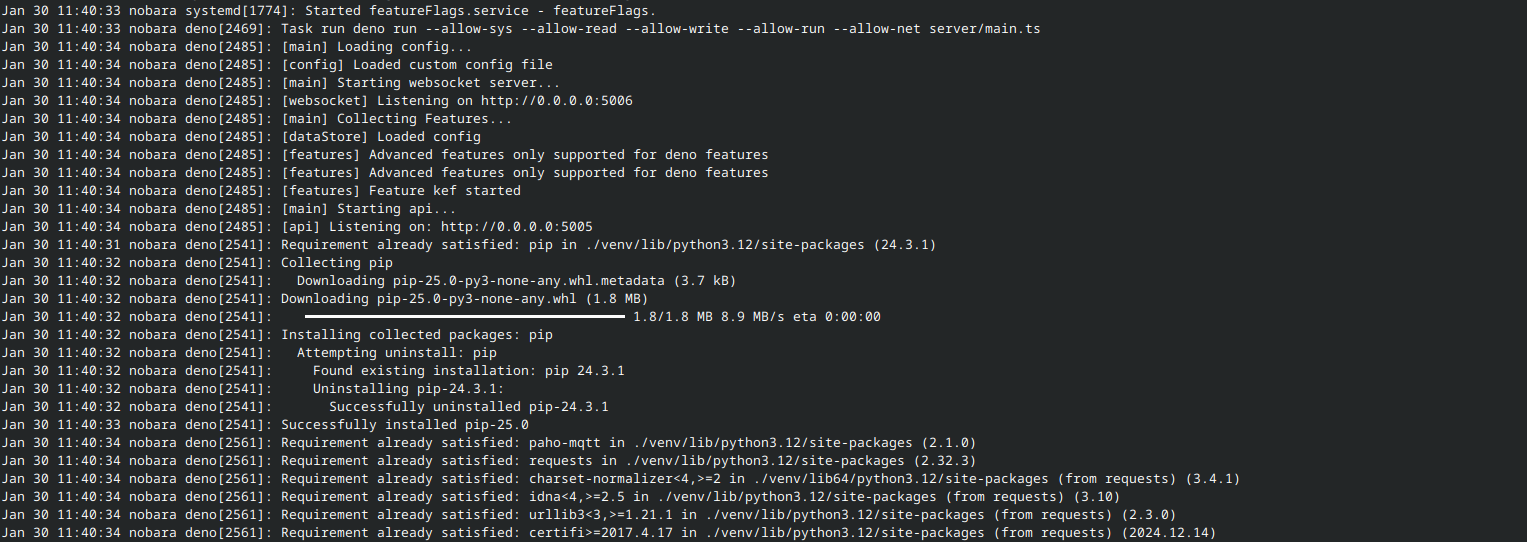 Jan 30 11:40:33 nobara systemd[1774]: Started featureFlags.service - featureFlags.
Jan 30 11:40:33 nobara deno[2469]: Task run deno run --allow-sys --allow-read --allow-write --allow-run --allow-net server/main.ts
Jan 30 11:40:34 nobara deno[2485]: [main] Loading config...
Jan 30 11:40:34 nobara deno[2485]: [config] Loaded custom config file
Jan 30 11:40:34 nobara deno[2485]: [main] Starting websocket server...
Jan 30 11:40:34 nobara deno[2485]: [websocket] Listening on http://0.0.0.0:5006
Jan 30 11:40:34 nobara deno[2485]: [main] Collecting Features...
Jan 30 11:40:34 nobara deno[2485]: [dataStore] Loaded config
Jan 30 11:40:34 nobara deno[2485]: [features] Advanced features only supported for deno features
Jan 30 11:40:34 nobara deno[2485]: [features] Advanced features only supported for deno features
Jan 30 11:40:34 nobara deno[2485]: [features] Feature kef started
Jan 30 11:40:34 nobara deno[2485]: [main] Starting api...
Jan 30 11:40:34 nobara deno[2485]: [api] Listening on: http://0.0.0.0:5005
Jan 30 11:40:31 nobara deno[2541]: Requirement already satisfied: pip in ./venv/lib/python3.12/site-packages (24.3.1)
Jan 30 11:40:32 nobara deno[2541]: Collecting pip
Jan 30 11:40:32 nobara deno[2541]:   Downloading pip-25.0-py3-none-any.whl.metadata (3.7 kB)
Jan 30 11:40:32 nobara deno[2541]: Downloading pip-25.0-py3-none-any.whl (1.8 MB)
Jan 30 11:40:32 nobara deno[2541]:    ━━━━━━━━━━━━━━━━━━━━━━━━━━━━━━━━━━━━━━━━ 1.8/1.8 MB 8.9 MB/s eta 0:00:00
Jan 30 11:40:32 nobara deno[2541]: Installing collected packages: pip
Jan 30 11:40:32 nobara deno[2541]:   Attempting uninstall: pip
Jan 30 11:40:32 nobara deno[2541]:     Found existing installation: pip 24.3.1
Jan 30 11:40:32 nobara deno[2541]:     Uninstalling pip-24.3.1:
Jan 30 11:40:32 nobara deno[2541]:       Successfully uninstalled pip-24.3.1
Jan 30 11:40:33 nobara deno[2541]: Successfully installed pip-25.0
Jan 30 11:40:34 nobara deno[2561]: Requirement already satisfied: paho-mqtt in ./venv/lib/python3.12/site-packages (2.1.0)
Jan 30 11:40:34 nobara deno[2561]: Requirement already satisfied: requests in ./venv/lib/python3.12/site-packages (2.32.3)
Jan 30 11:40:34 nobara deno[2561]: Requirement already satisfied: charset-normalizer<4,>=2 in ./venv/lib64/python3.12/site-packages (from requests) (3.4.1)
Jan 30 11:40:34 nobara deno[2561]: Requirement already satisfied: idna<4,>=2.5 in ./venv/lib/python3.12/site-packages (from requests) (3.10)
Jan 30 11:40:34 nobara deno[2561]: Requirement already satisfied: urllib3<3,>=1.21.1 in ./venv/lib/python3.12/site-packages (from requests) (2.3.0)
Jan 30 11:40:34 nobara deno[2561]: Requirement already satisfied: certifi>=2017.4.17 in ./venv/lib/python3.12/site-packages (from requests) (2024.12.14)